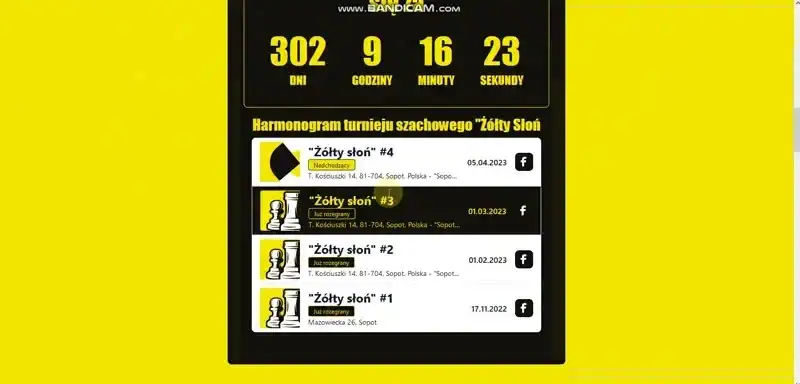 www.BANDICAM.com
302 9 16 23
DNI GODZINY MINUTY SEKUNDY
Harmonogram turnieju szachowego "Żółty Słoń
"Żółty słoń" #4
Nadchodzący
T. Kościuszki 14, 81-704, Sopot, Polska - "Sopo...
05.04.2023
"Żółty słoń" #3
Już rozegrany
T. Kościuszki 14, 81-704, Sopot, Polska - "Sopot...
01.03.2023
"Żółty słoń" #2
Już rozegrany
T. Kościuszki 14, 81-704, Sopot, Polska - "Sopot...
01.02.2023
"Żółty słoń" #1
Już rozegrany
Mazowiecka 26, Sopot
17.11.2022